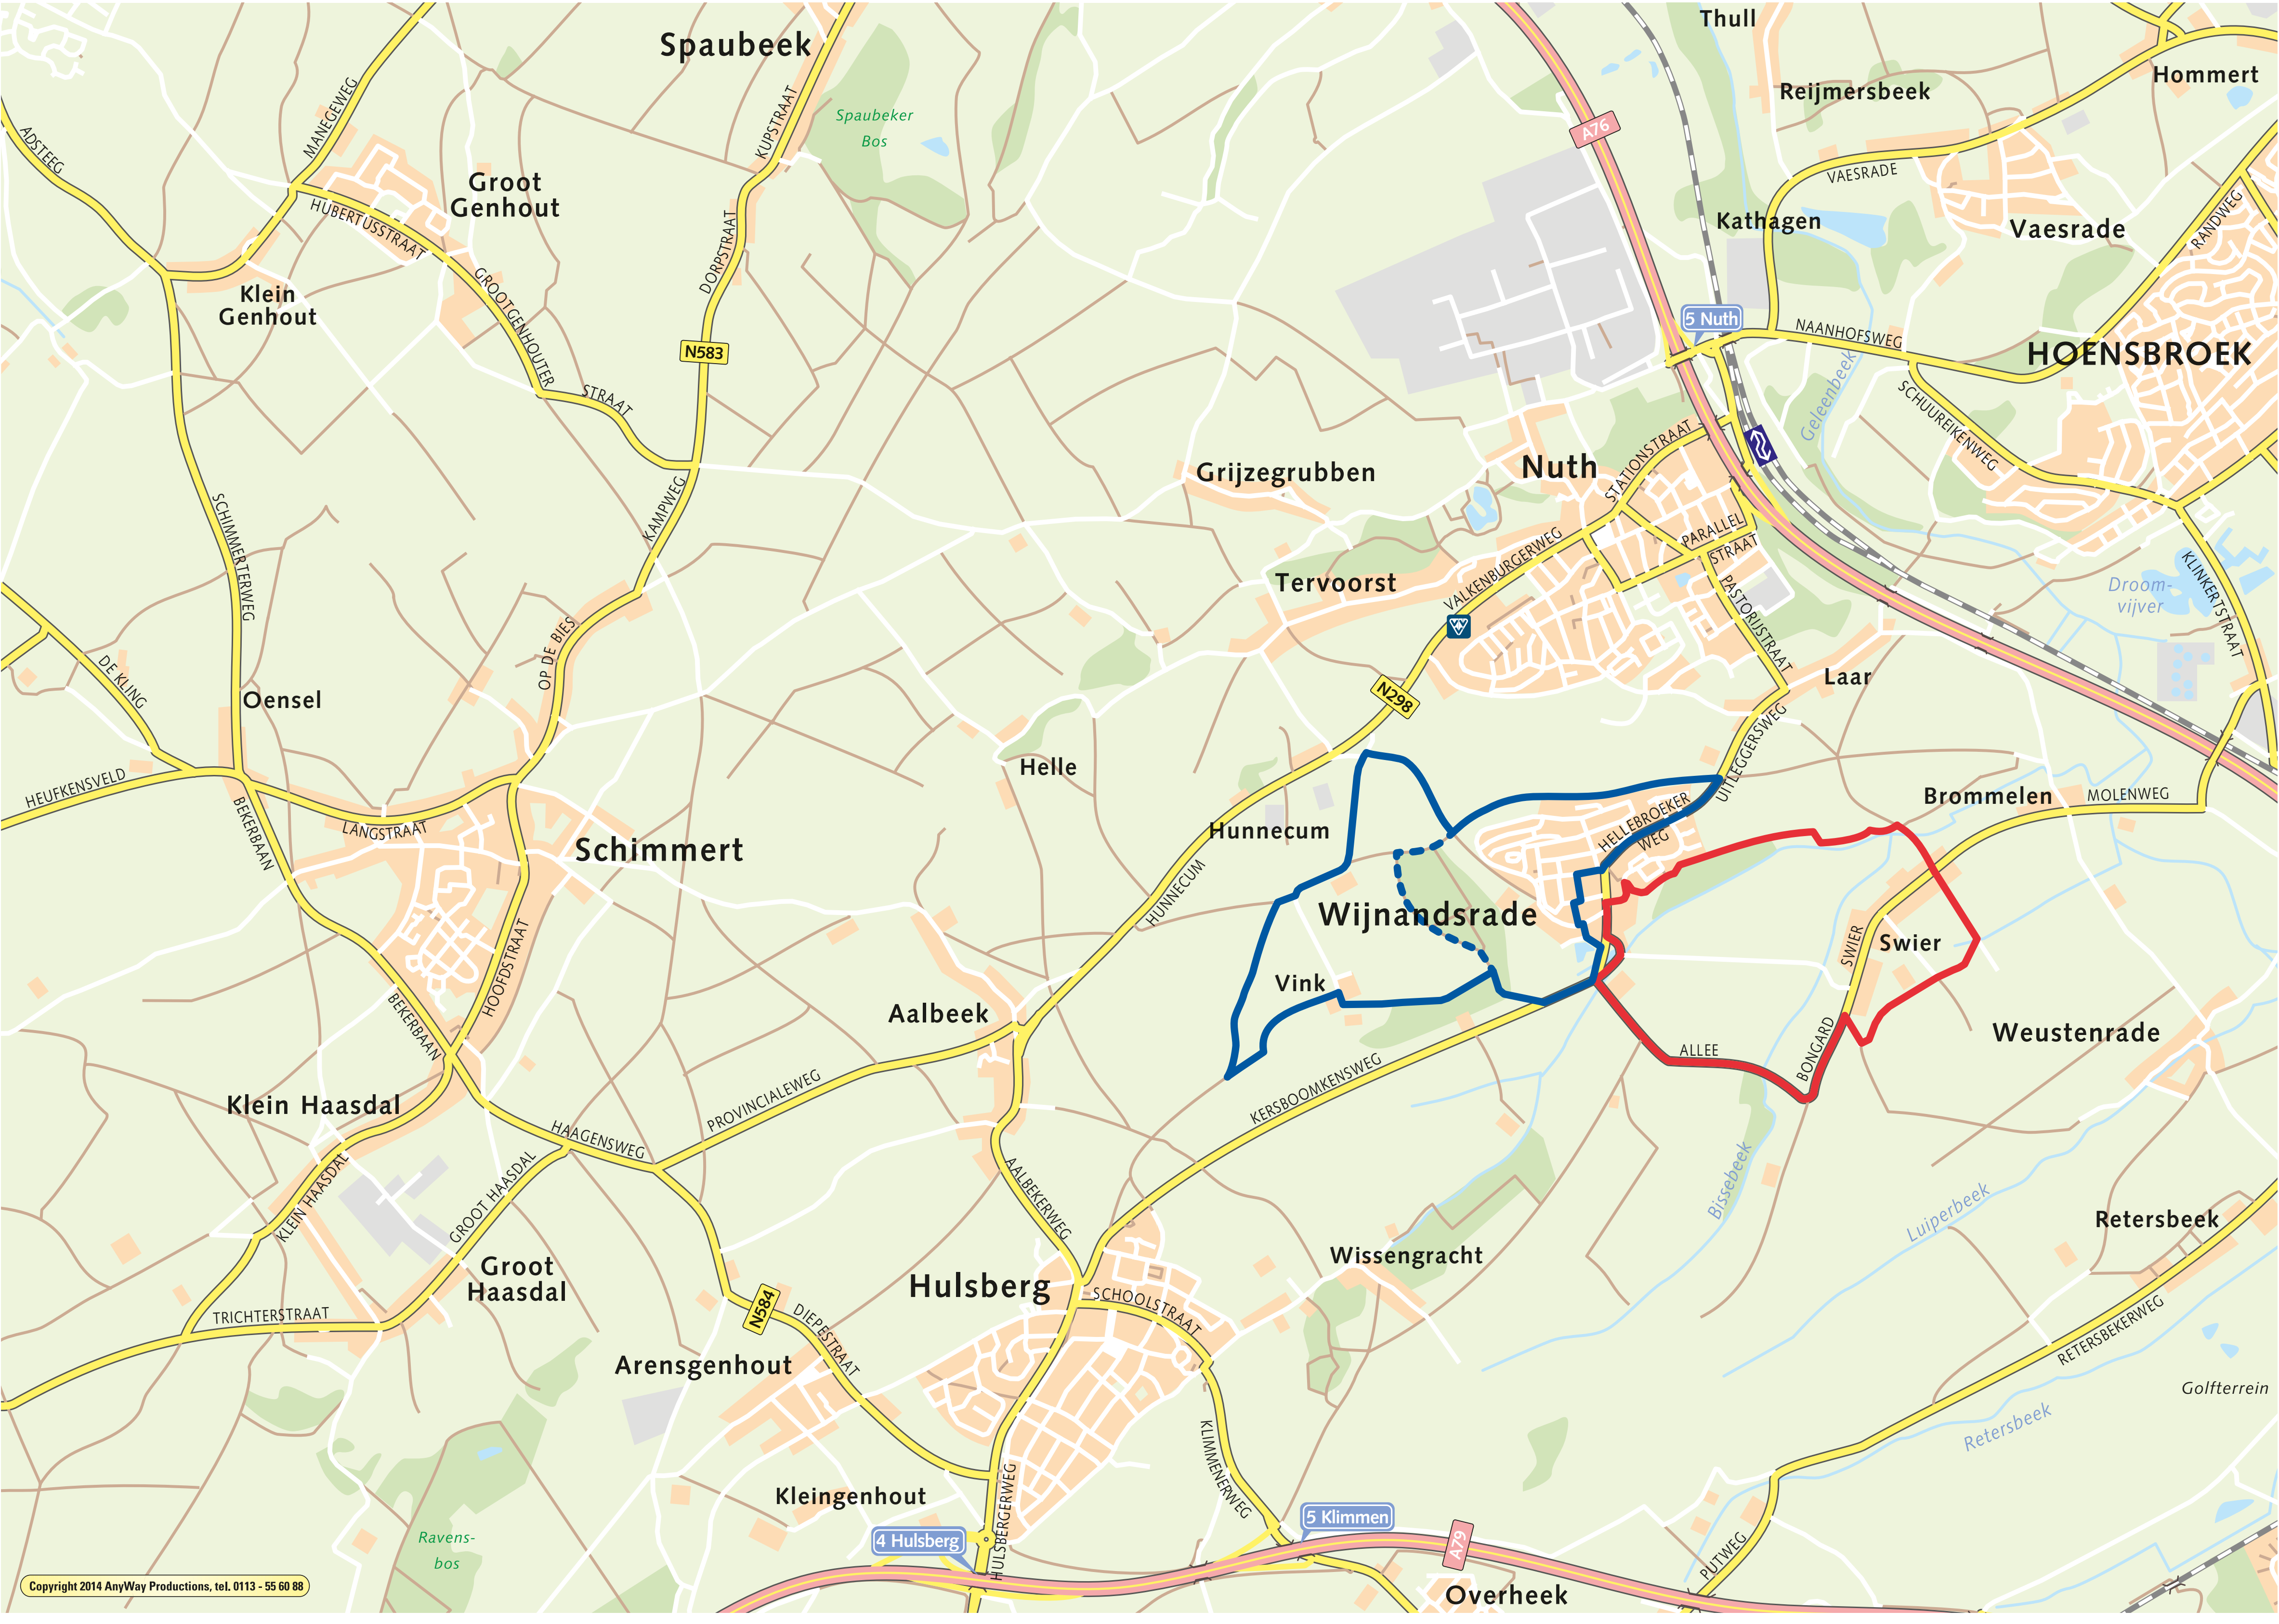 Thull
Spaubeek
Hommert
Reijmersbeek
MANEGEWEG
KUPSTRAAT
Spaubeker
Bos
A76
ADSTEEG
VAESRADE
Groot
Genhout
HUBERTUSSTRAAT
DORPSTRAAT
Kathagen
Vaesrade
RANDWEG
Klein
Genhout
GROOTGENHOUTER
STRAAT
5 Nuth
NAANHOFSWEG
N583
HOENSBROEK
Geleenbeek
SCHUUREIKENWEG
STATIONSTRAAT
Grijzegrubben
Nuth
SCHIMMERTERWEG
KAMPWEG
PARALLEL
STRAAT
VALKENBURGERWEG
Tervoorst
PASTORIJSTRAAT
KLINKERTSTRAAT
Droom-
vijver
OP DE BIES
DE KLING
Oensel
Laar
N298
UITLEGGERSWEG
Helle
HEUFKENSVELD
BEKERBAAN
LANGSTRAAT
Schimmert
Hunnecum
HELLEBROEKER
WEG
Brommelen
MOLENWEG
HUNNECUM
Wijnandsrade
SWIER
Swier
HOOFDSTRAAT
Vink
BEKERBAAN
Aalbeek
Weustenrade
ALLEE
BONGARD
KERSBOOMKENSWEG
PROVINCIALEWEG
Klein Haasdal
HAAGENSWEG
KLEIN HAASDAL
GROOT HAASDAL
AALBEKERWEG
Bissebeek
Luiperbeek
Retersbeek
Wissengracht
Groot
Haasdal
Hulsberg
SCHOOLSTRAAT
TRICHTERSTRAAT
N584
DIEPESTRAAT
RETERSBEKERWEG
Arensgenhout
Golfterrein
Retersbeek
KLIMMENERWEG
Kleingenhout
HULSBERGERWEG
5 Klimmen
4 Hulsberg
A79
Ravens-
bos
PUTWEG
Overheek
Copyright 2014 AnyWay Productions, tel. 0113 - 55 60 88